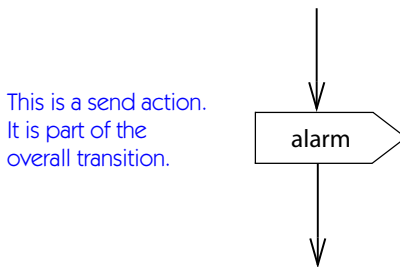 This is a send action.
It is part of the
overall transition.
alarm